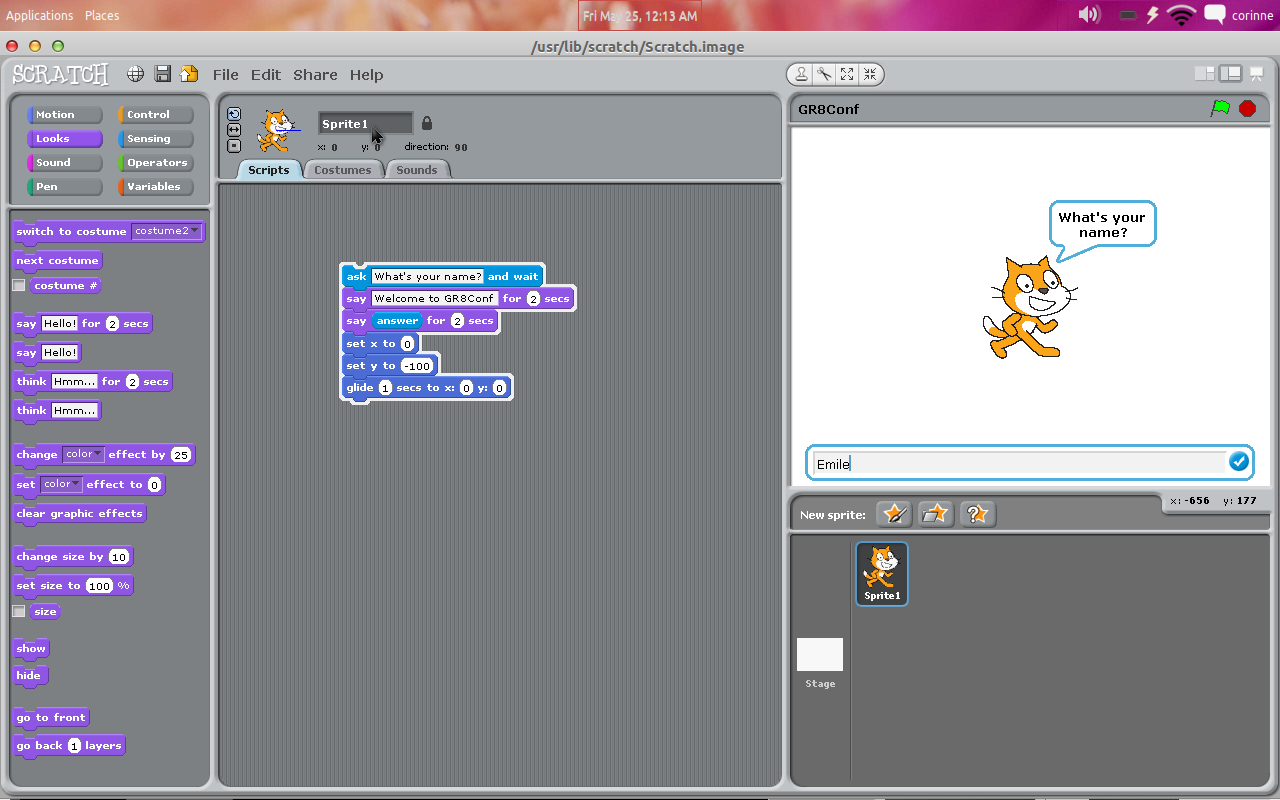 Applications Places
Fri May 25, 12:13 AM
corinne
/usr/lib/scratch/Scratch.image
SCRATCH
File Edit Share Help
Motion Control
Looks Sensing
Sound Operators
Pen Variables
switch to costume costume2
next costume
costume #
say Hello! for 2 secs
say Hello!
think Hmm... for 2 secs
think Hmm...
change color effect by 25
set color effect to 0
clear graphic effects
change size by 10
set size to 100 %
size
show
hide
go to front
go back 1 layers
Sprite1
x: 0 y: 0 direction: 90
Scripts Costumes Sounds
ask What's your name? and wait
say Welcome to GR8Conf for 2 secs
say answer for 2 secs
set x to 0
set y to -100
glide 1 secs to x: 0 y: 0
GR8Conf
What's your
name?
Emile
x: -656 y: 177
New sprite:
Sprite1
Stage